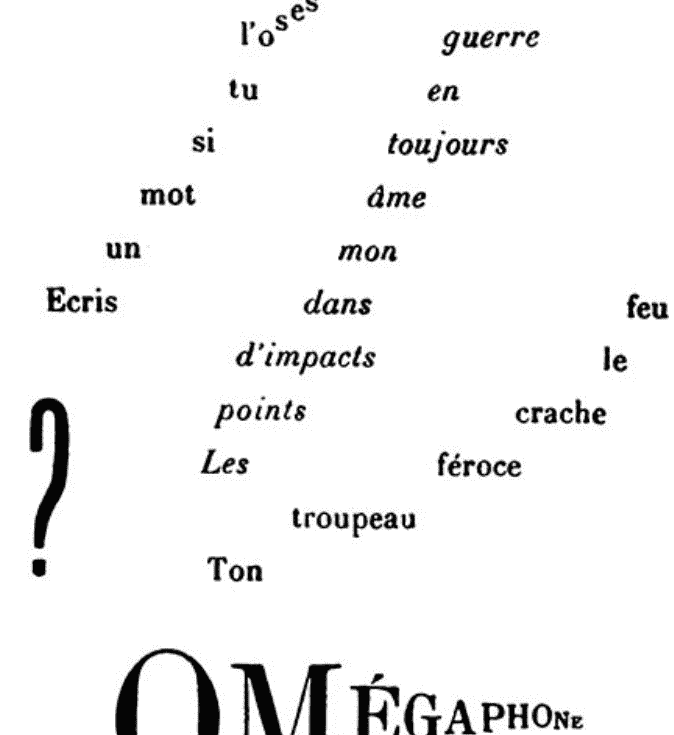 Ecris un mot si tu l'oses
?
Les points d'impacts dans mon âme toujours en guerre
Ton troupeau féroce crache le feu
OMÉGAPHONE